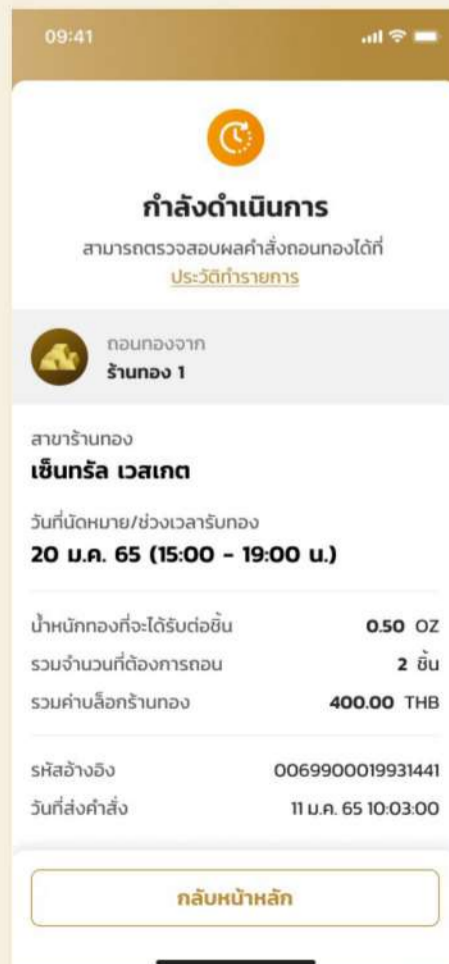 09:41
กำลังดำเนินการ
สามารถตรวจสอบผลคำสั่งถอนทองได้ที่
ประวัติทำรายการ
ถอนทองจาก
ร้านทอง 1
สาขาร้านทอง
เซ็นทรัล เวสเกต
วันที่นัดหมาย/ช่วงเวลารับทอง
20 ม.ค. 65 (15:00 - 19:00 น.)
น้ำหนักทองที่จะได้รับต่อชิ้น 0.50 OZ
รวมจำนวนที่ต้องการถอน 2 ชิ้น
รวมค่าบล็อกร้านทอง 400.00 THB
รหัสอ้างอิง 0069900019931441
วันที่ส่งคำสั่ง 11 ม.ค. 65 10:03:00
กลับหน้าหลัก